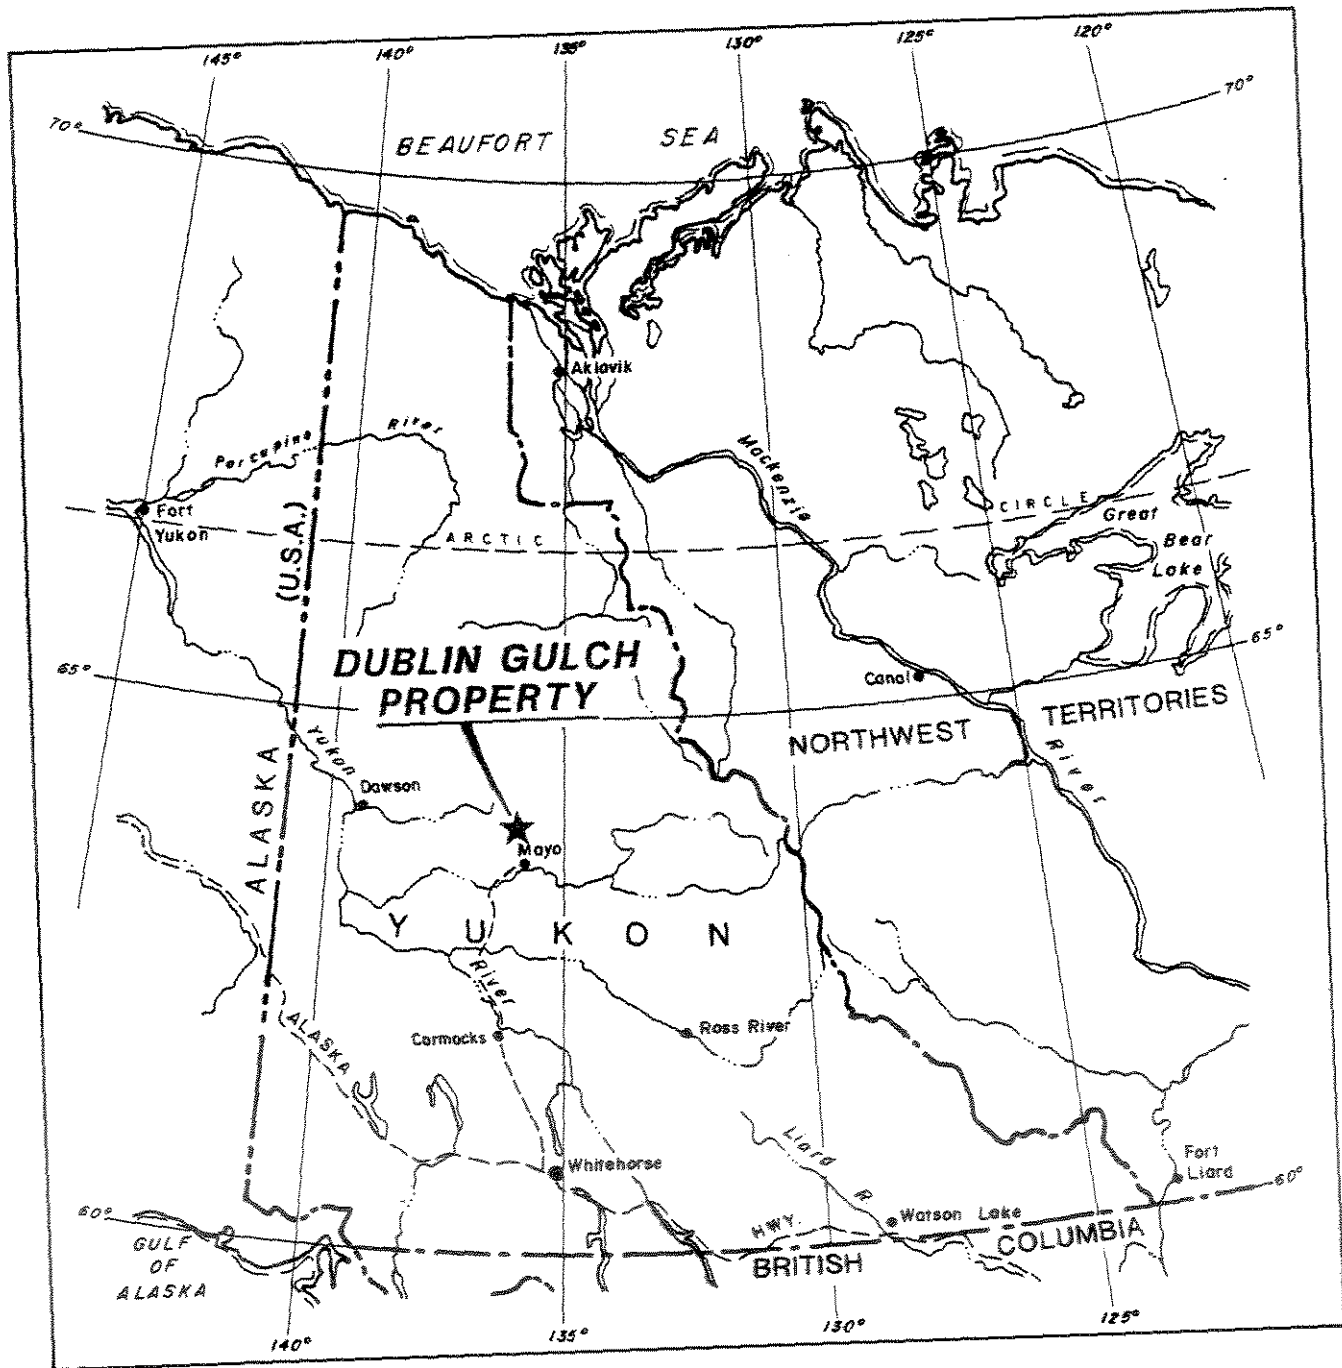 145°
140°
135°
130°
125°
120°
70°
70°
BEAUFORT SEA
Aklavik
Porcupine River
Mackenzie
Fort
Yukon
ARCTIC
CIRCLE
Great
Bear
Lake
(U.S.A.)
DUBLIN GULCH
PROPERTY
65°
65°
Canol
NORTHWEST TERRITORIES
River
Yukon
ALASKA
Dawson
Mayo
YUKON
River
ALASKA
Carmacks
Ross River
Liard R
Whitehorse
Fort
Liard
60°
60°
HWY.
Watson Lake
GULF
OF
ALASKA
BRITISH COLUMBIA
140°
135°
130°
125°